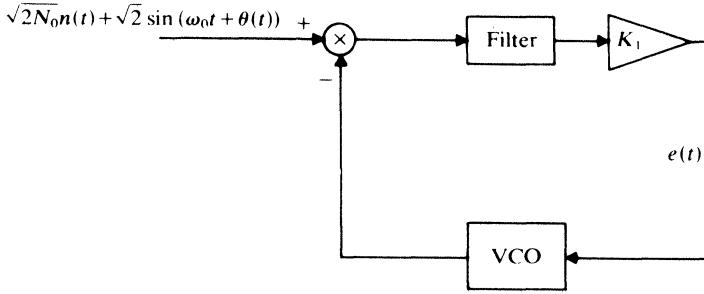 √2N₀n(t) + √2 sin (ω₀t + θ(t))
+
×
Filter
K₁
−
e(t)
VCO